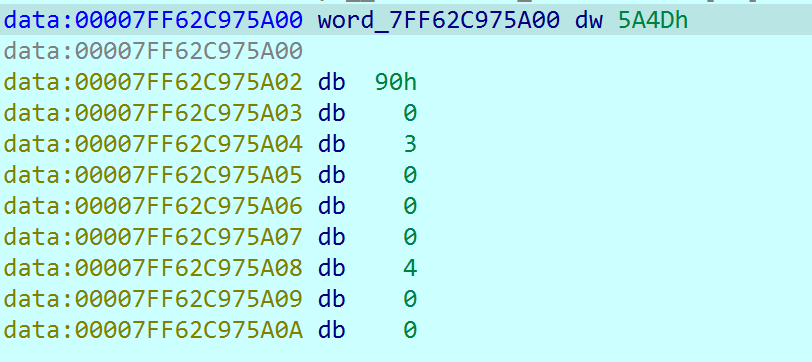 data:00007FF62C975A00 word_7FF62C975A00 dw 5A4Dh
data:00007FF62C975A00
data:00007FF62C975A02 db 90h
data:00007FF62C975A03 db 0
data:00007FF62C975A04 db 3
data:00007FF62C975A05 db 0
data:00007FF62C975A06 db 0
data:00007FF62C975A07 db 0
data:00007FF62C975A08 db 4
data:00007FF62C975A09 db 0
data:00007FF62C975A0A db 0